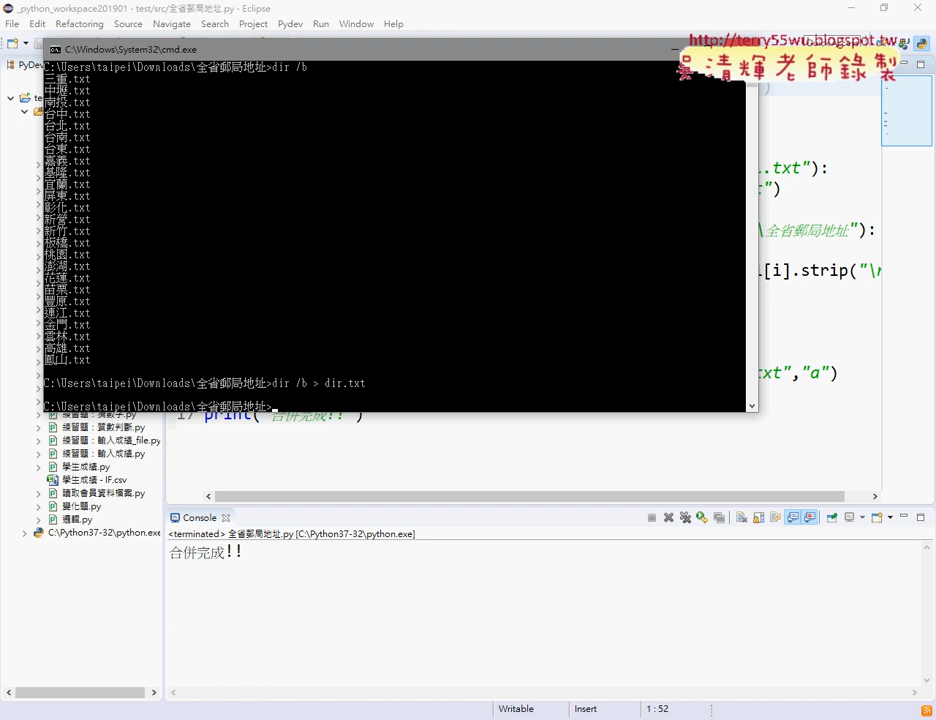 _python_workspace201901 - test/src/全省郵局地址.py - Eclipse
File Edit Refactoring Source Navigate Search Project Pydev Run Window Help
http://terry55wu.blogspot.tw
吳清輝老師錄製
C:\Windows\System32\cmd.exe
C:\Users\taipei\Downloads\全省郵局地址>dir /b
三重.txt
中壢.txt
南投.txt
台中.txt
台北.txt
台南.txt
台東.txt
嘉義.txt
基隆.txt
宜蘭.txt
屏東.txt
彰化.txt
新營.txt
新竹.txt
板橋.txt
桃園.txt
澎湖.txt
花蓮.txt
苗栗.txt
豐原.txt
連江.txt
金門.txt
雲林.txt
高雄.txt
鳳山.txt
C:\Users\taipei\Downloads\全省郵局地址>dir /b > dir.txt
C:\Users\taipei\Downloads\全省郵局地址>
PyDev
te
.txt"):
t")
\全省郵局地址"):
l[i].strip("\n
xt","a")
17 print("合併完成!!")
練習題：質數判斷.py
練習題：輸入成績_file.py
練習題：輸入成績.py
學生成績.py
學生成績 - IF.csv
讀取會員資料檔案.py
變化題.py
邏輯.py
C:\Python37-32\python.exe
Console
<terminated> 全省郵局地址.py [C:\Python37-32\python.exe]
合併完成!!
Writable Insert 1 : 52